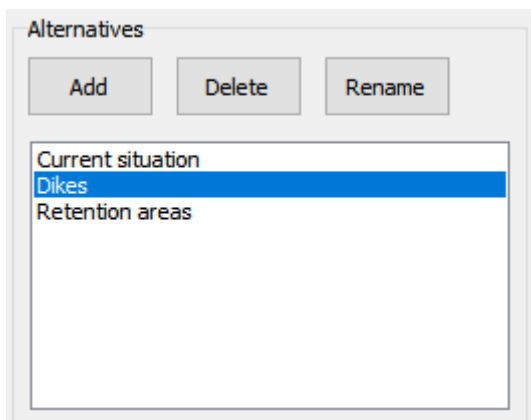 Alternatives
Add Delete Rename
Current situation
Dikes
Retention areas